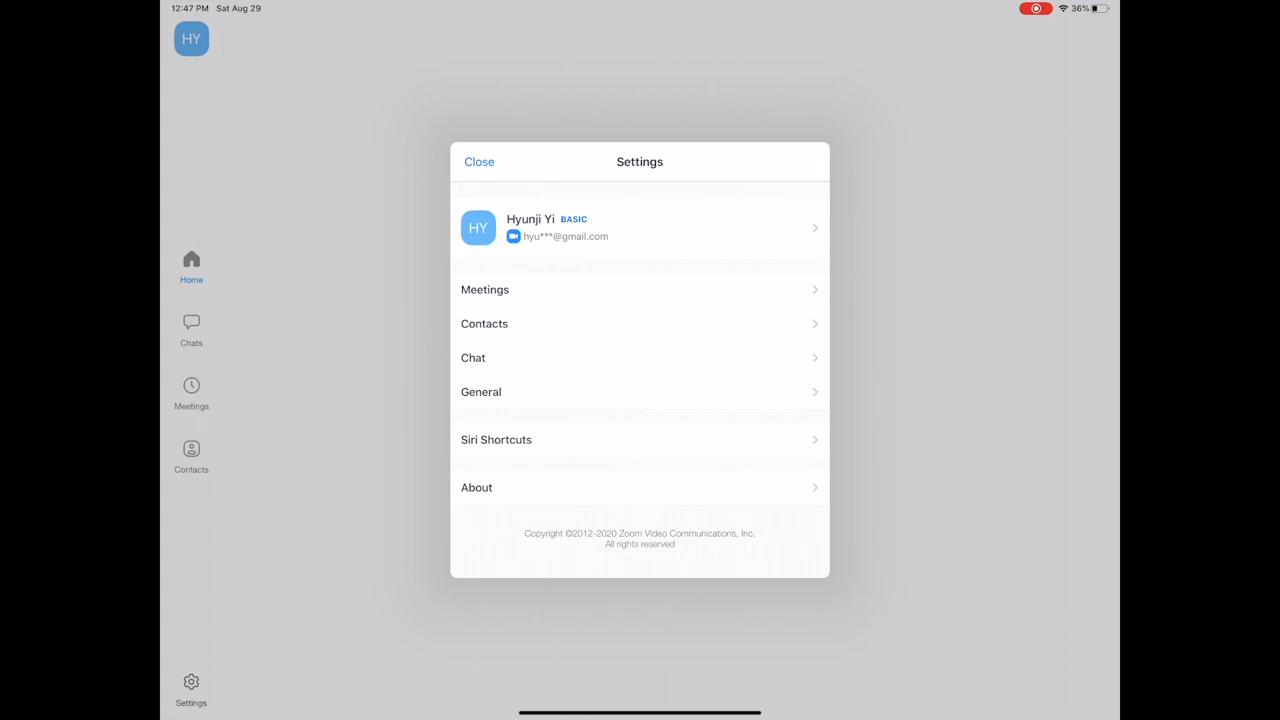 12:47 PM Sat Aug 29
36%
HY
Home
Chats
Meetings
Contacts
Settings
Close
Settings
HY
Hyunji Yi BASIC
hyu***@gmail.com
Meetings
Contacts
Chat
General
Siri Shortcuts
About
Copyright ©2012-2020 Zoom Video Communications, Inc.
All rights reserved